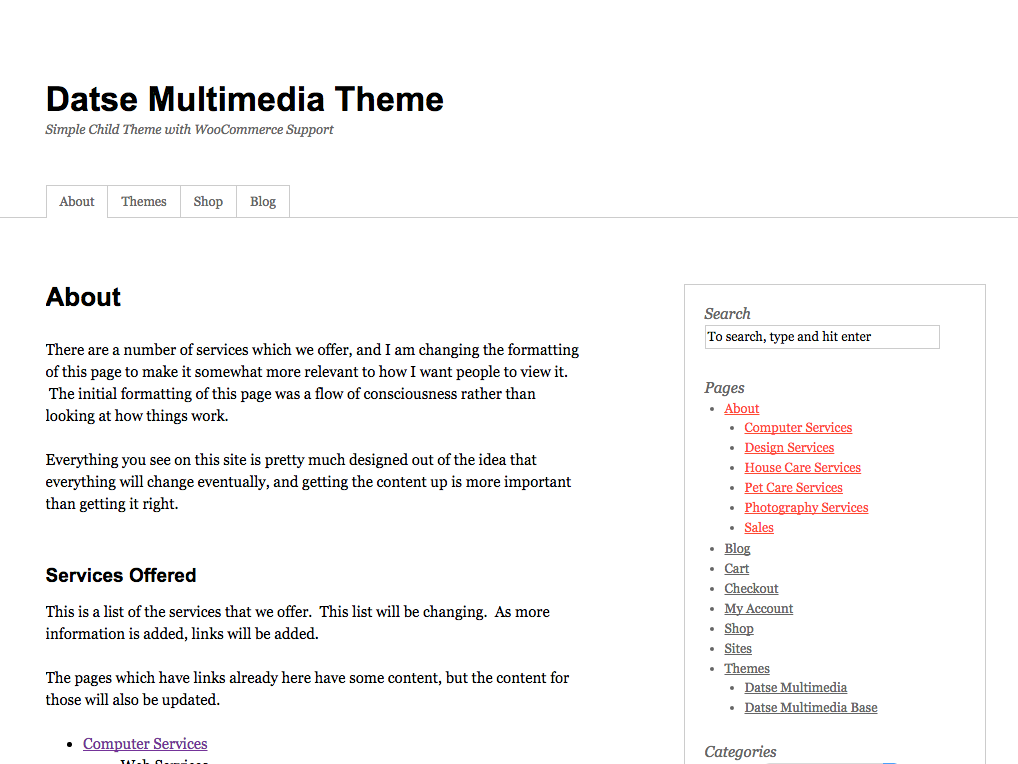 Datse Multimedia Theme
Simple Child Theme with WooCommerce Support
About
Themes
Shop
Blog
About
There are a number of services which we offer, and I am changing the formatting
of this page to make it somewhat more relevant to how I want people to view it.
The initial formatting of this page was a flow of consciousness rather than
looking at how things work.
Everything you see on this site is pretty much designed out of the idea that
everything will change eventually, and getting the content up is more important
than getting it right.
Services Offered
This is a list of the services that we offer.  This list will be changing.  As more
information is added, links will be added.
The pages which have links already here have some content, but the content for
those will also be updated.
Computer Services
Web Services
Search
To search, type and hit enter
Pages
About
Computer Services
Design Services
House Care Services
Pet Care Services
Photography Services
Sales
Blog
Cart
Checkout
My Account
Shop
Sites
Themes
Datse Multimedia
Datse Multimedia Base
Categories